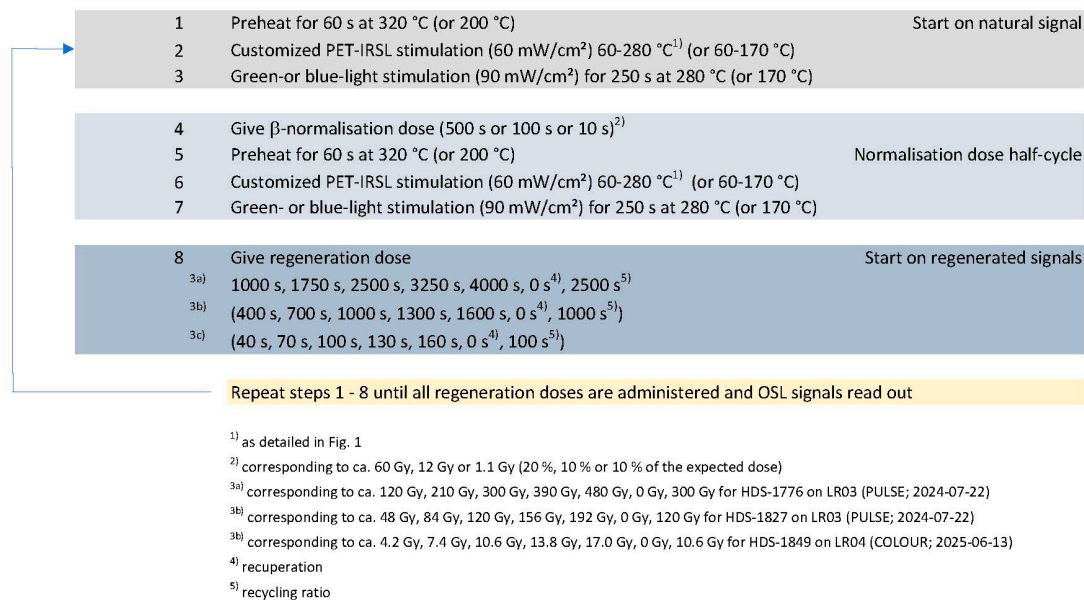 1 Preheat for 60 s at 320 °C (or 200 °C) Start on natural signal
2 Customized PET-IRSL stimulation (60 mW/cm²) 60-280 °C¹⁾ (or 60-170 °C)
3 Green-or blue-light stimulation (90 mW/cm²) for 250 s at 280 °C (or 170 °C)
4 Give β-normalisation dose (500 s or 100 s or 10 s)²⁾
5 Preheat for 60 s at 320 °C (or 200 °C) Normalisation dose half-cycle
6 Customized PET-IRSL stimulation (60 mW/cm²) 60-280 °C¹⁾ (or 60-170 °C)
7 Green- or blue-light stimulation (90 mW/cm²) for 250 s at 280 °C (or 170 °C)
8 Give regeneration dose Start on regenerated signals
3a) 1000 s, 1750 s, 2500 s, 3250 s, 4000 s, 0 s⁴⁾, 2500 s⁵⁾
3b) (400 s, 700 s, 1000 s, 1300 s, 1600 s, 0 s⁴⁾, 1000 s⁵⁾)
3c) (40 s, 70 s, 100 s, 130 s, 160 s, 0 s⁴⁾, 100 s⁵⁾)
Repeat steps 1 - 8 until all regeneration doses are administered and OSL signals read out
1) as detailed in Fig. 1
2) corresponding to ca. 60 Gy, 12 Gy or 1.1 Gy (20 %, 10 % or 10 % of the expected dose)
3a) corresponding to ca. 120 Gy, 210 Gy, 300 Gy, 390 Gy, 480 Gy, 0 Gy, 300 Gy for HDS-1776 on LR03 (PULSE; 2024-07-22)
3b) corresponding to ca. 48 Gy, 84 Gy, 120 Gy, 156 Gy, 192 Gy, 0 Gy, 120 Gy for HDS-1827 on LR03 (PULSE; 2024-07-22)
3b) corresponding to ca. 4.2 Gy, 7.4 Gy, 10.6 Gy, 13.8 Gy, 17.0 Gy, 0 Gy, 10.6 Gy for HDS-1849 on LR04 (COLOUR; 2025-06-13)
4) recuperation
5) recycling ratio